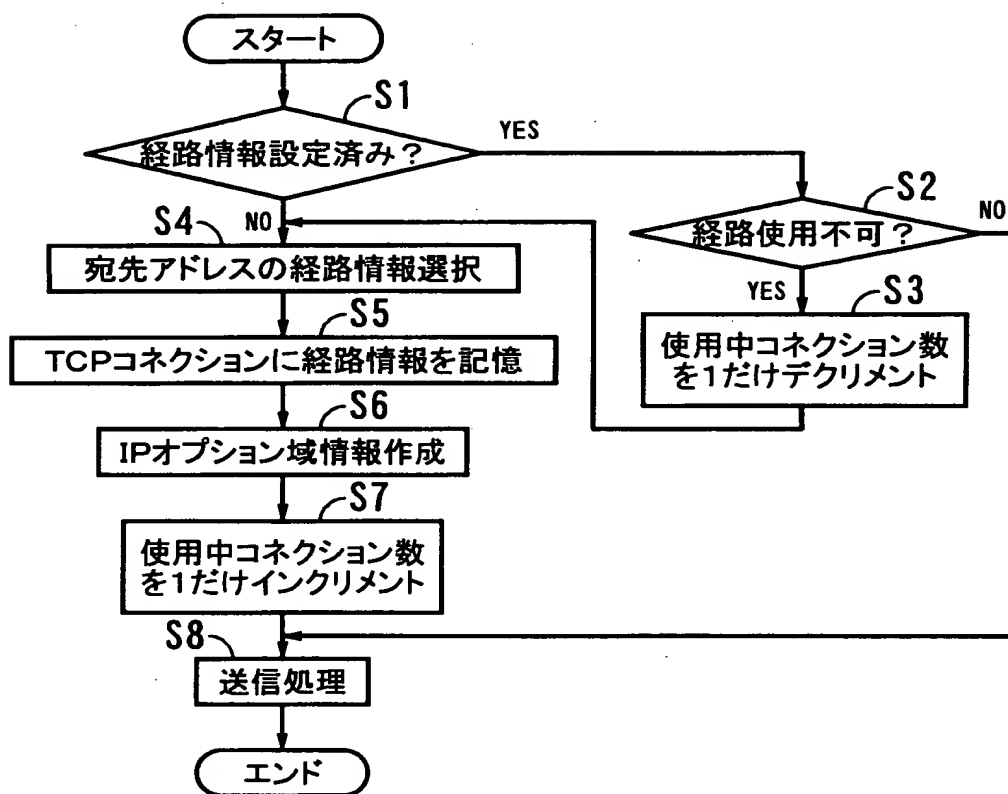 スタート
S1
経路情報設定済み?
YES
NO
S2
経路使用不可?
NO
YES
S3
使用中コネクション数
を1だけデクリメント
S4
宛先アドレスの経路情報選択
S5
TCPコネクションに経路情報を記憶
S6
IPオプション域情報作成
S7
使用中コネクション数
を1だけインクリメント
S8
送信処理
エンド